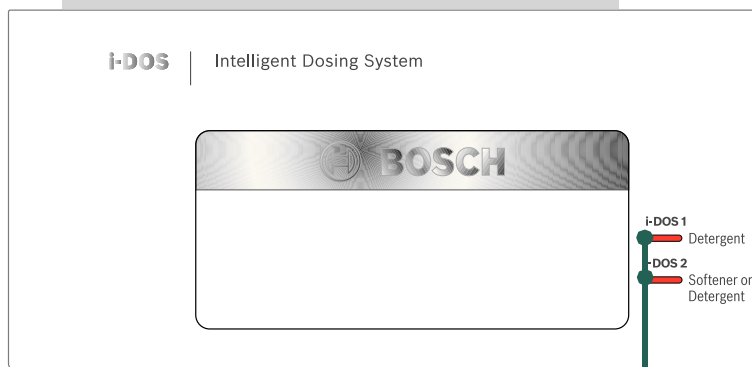 i-DOS
Intelligent Dosing System
BOSCH
i-DOS 1
Detergent
-DOS 2
Softener or
Detergent